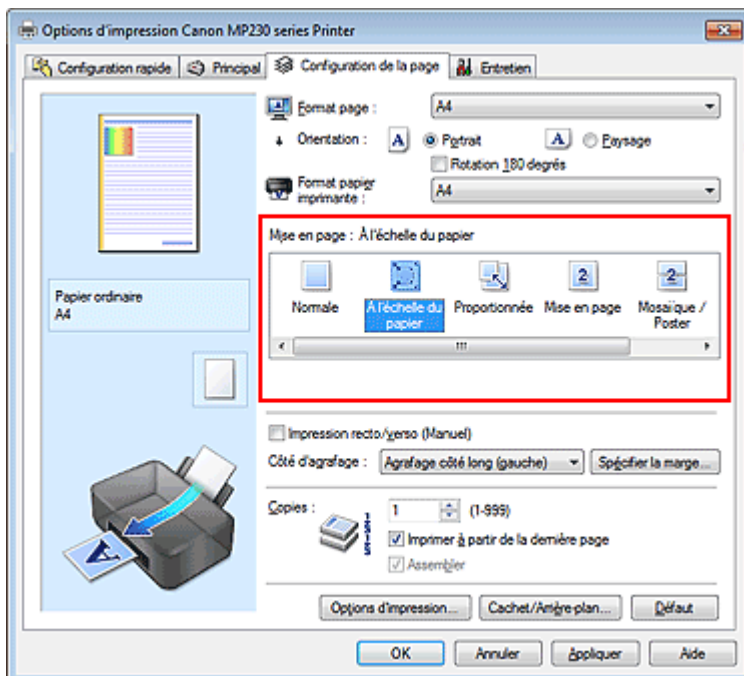 Options d'impression Canon MP230 series Printer
Configuration rapide
Principal
Configuration de la page
Entretien
Format page :
A4
Orientation :
A
Portrait
A
Paysage
Rotation 180 degrés
Format papier
imprimante :
A4
Mise en page : À l'échelle du papier
Normale
À l'échelle du
papier
Proportionnée
2
Mise en page
2
Mosaïque /
Poster
Papier ordinaire
A4
Impression recto/verso (Manuel)
Côté d'agrafage :
Agrafage côté long (gauche)
Spécifier la marge...
Copies :
1
(1-999)
Imprimer à partir de la dernière page
Assembler
A
Options d'impression...
Cachet/Arrière-plan...
Défaut
OK
Annuler
Appliquer
Aide